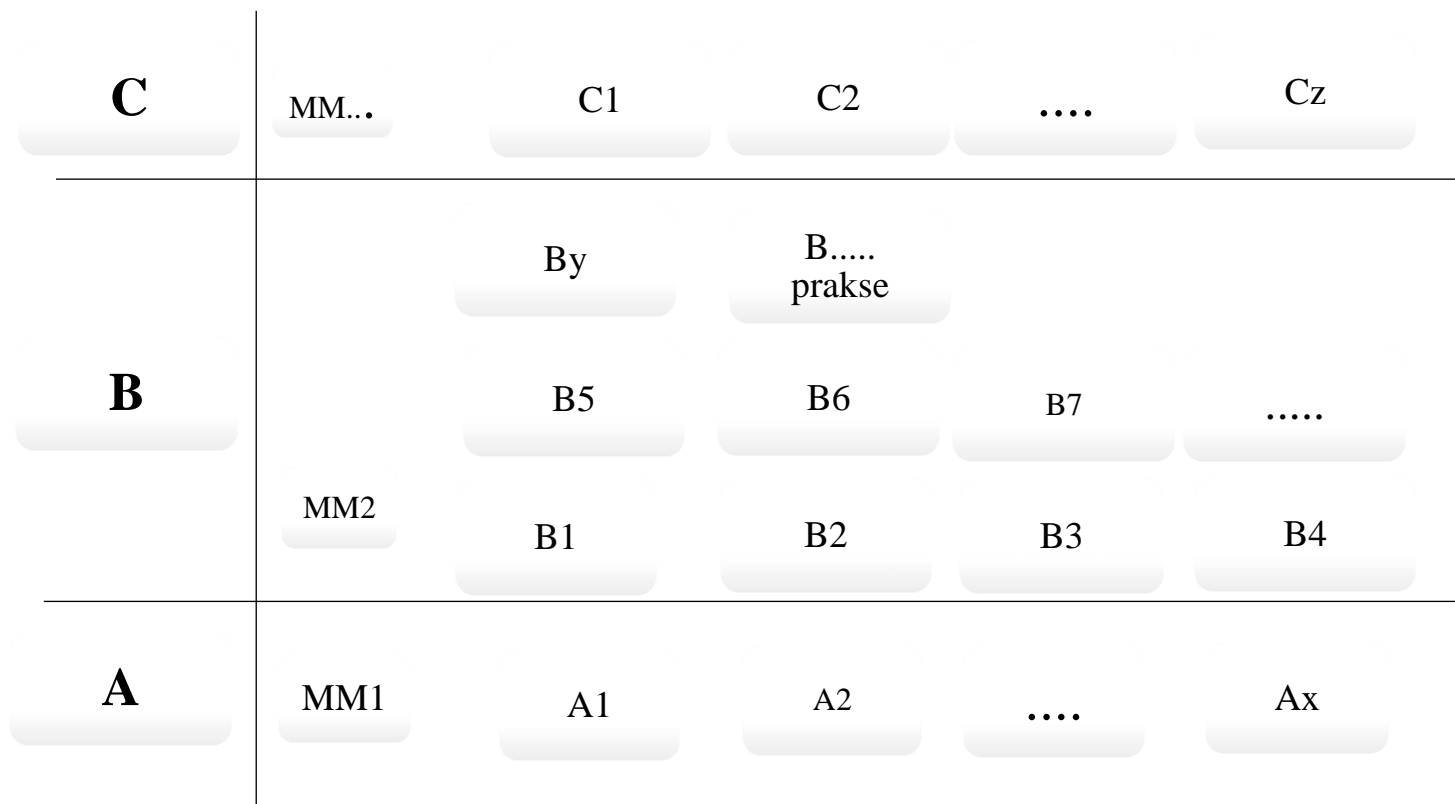 C MM... C1 C2 .... Cz
By B.....
prakse
B B5 B6 B7 .....
MM2 B1 B2 B3 B4
A MM1 A1 A2 .... Ax